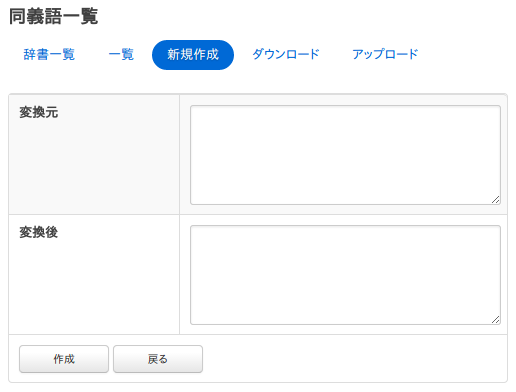 同義語一覧
辞書一覧 一覧 新規作成 ダウンロード アップロード
変換元
変換後
作成 戻る